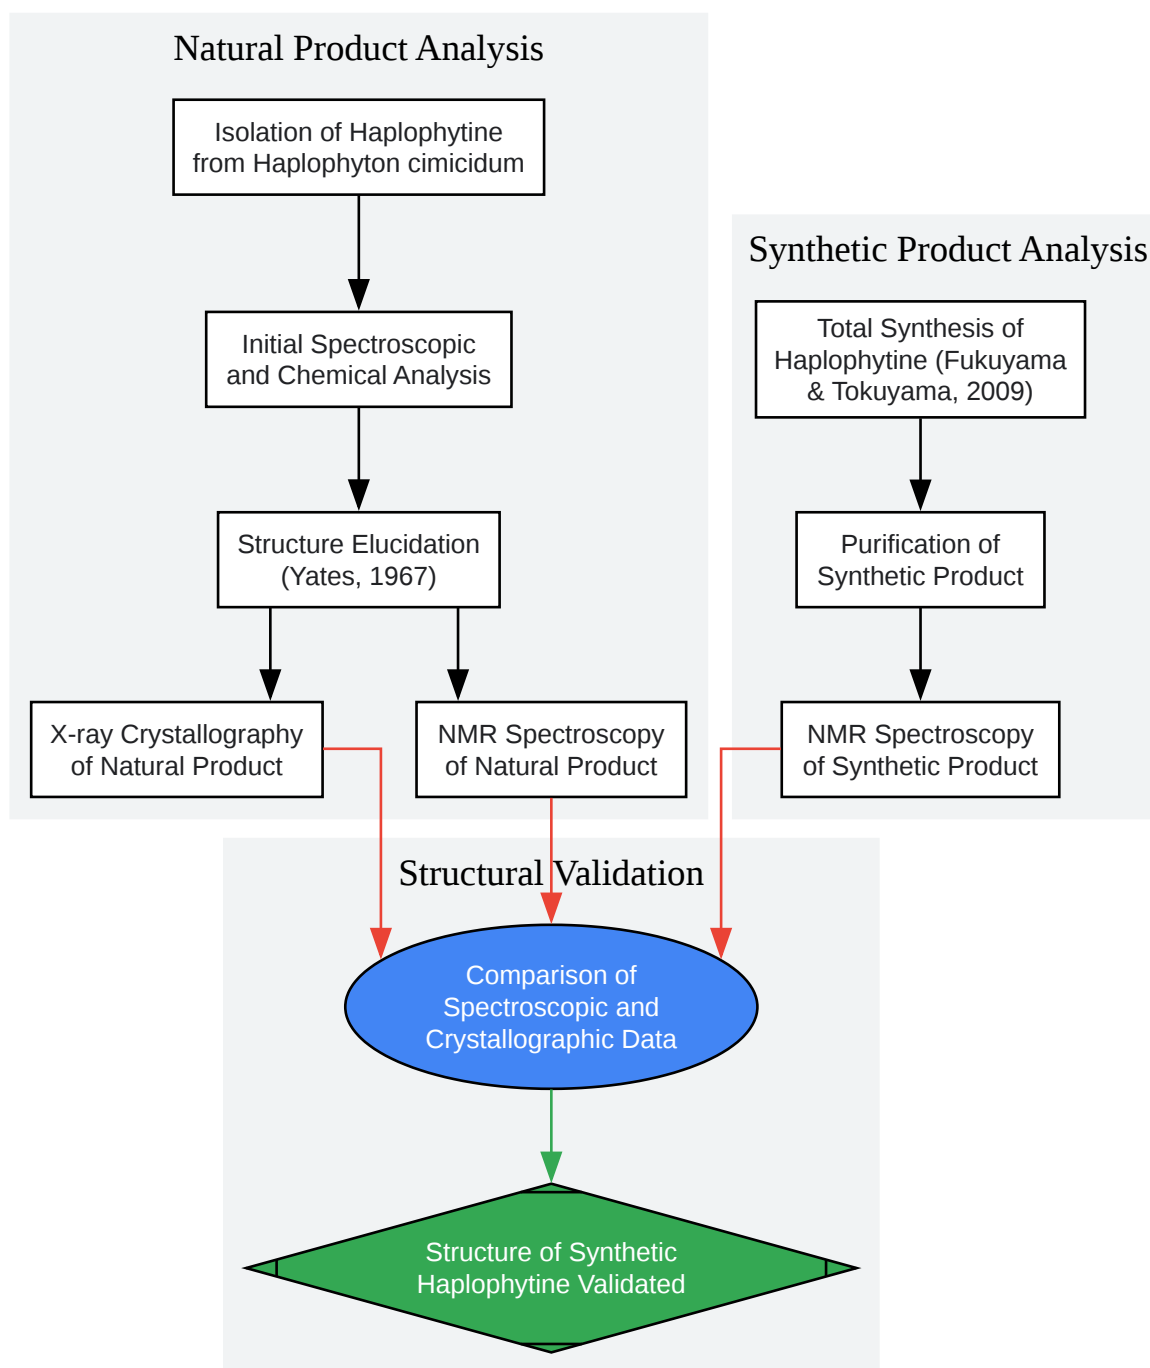 Natural Product Analysis
Isolation of Haplophytine
from Haplophyton cimicidum
Initial Spectroscopic
and Chemical Analysis
Structure Elucidation
(Yates, 1967)
X-ray Crystallography
of Natural Product
NMR Spectroscopy
of Natural Product
Synthetic Product Analysis
Total Synthesis of
Haplophytine (Fukuyama
& Tokuyama, 2009)
Purification of
Synthetic Product
NMR Spectroscopy
of Synthetic Product
Structural Validation
Comparison of
Spectroscopic and
Crystallographic Data
Structure of Synthetic
Haplophytine Validated